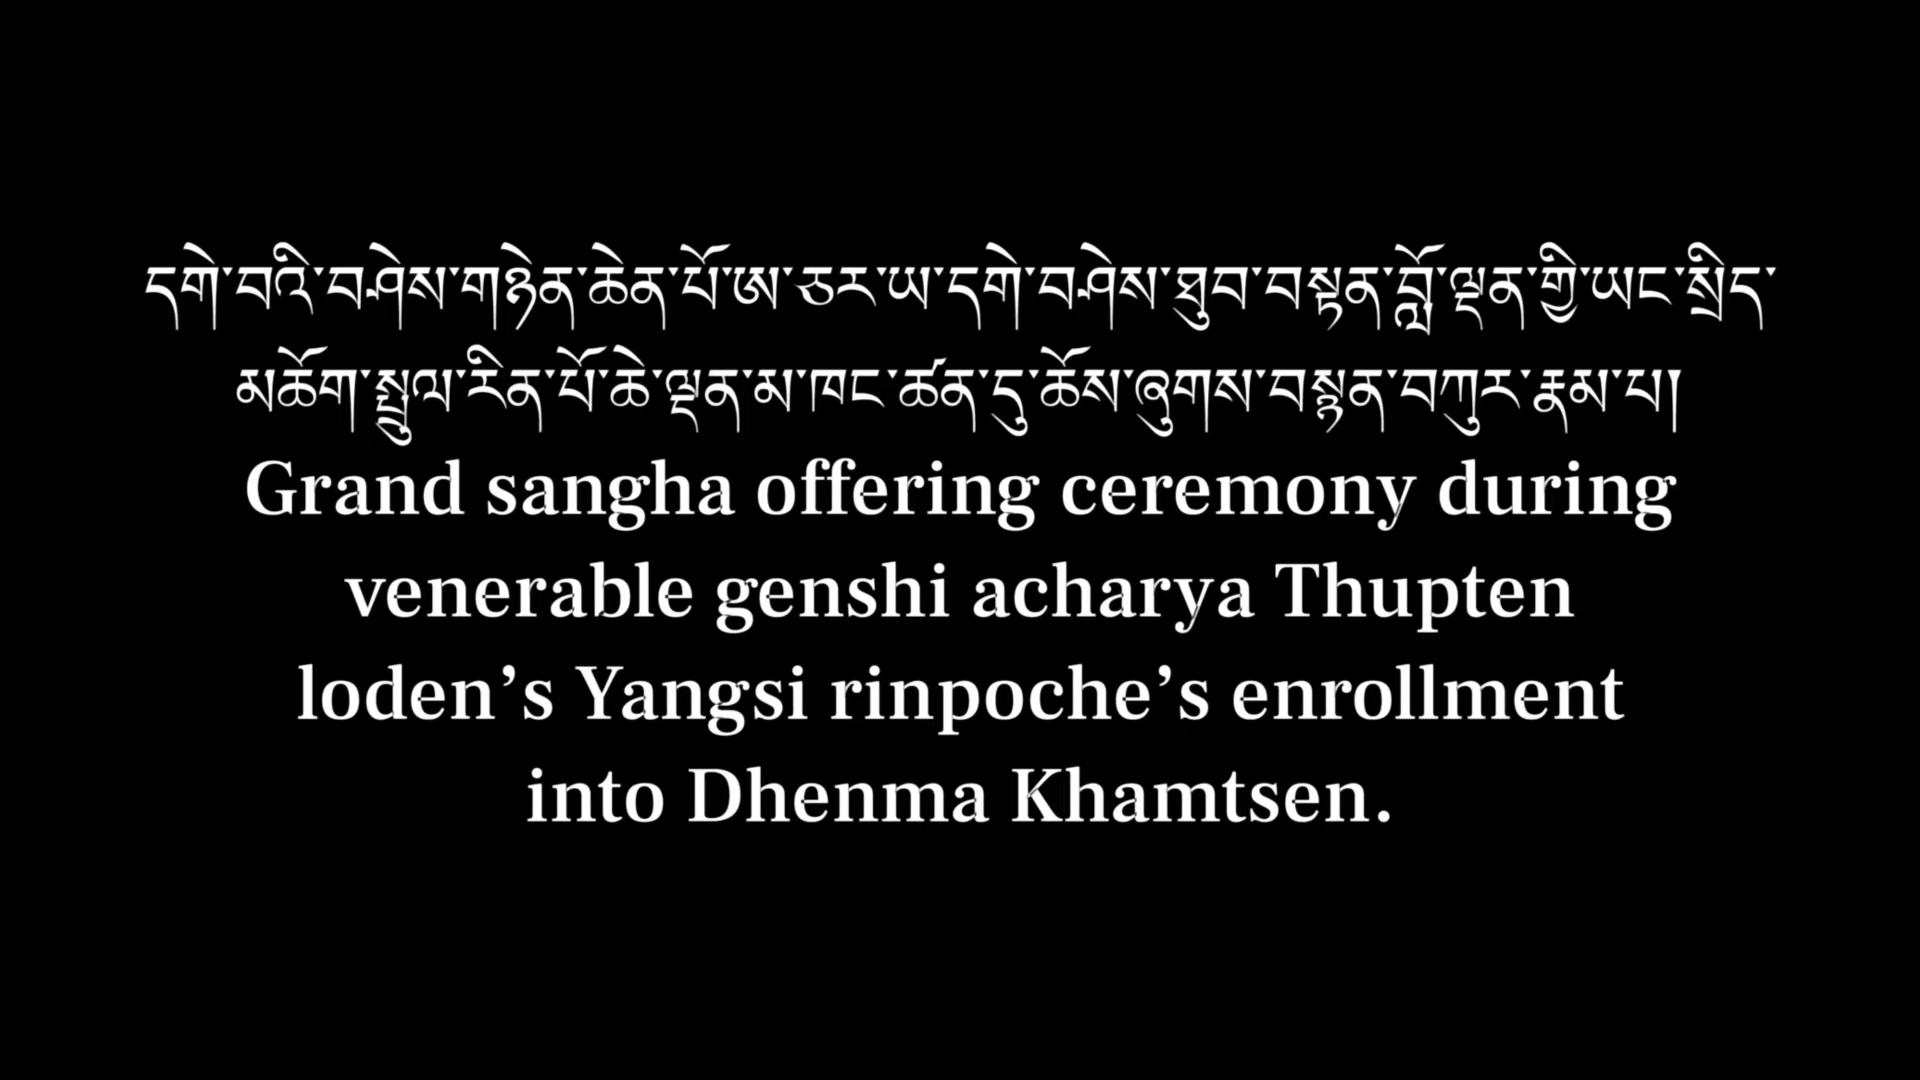 དགེ་བའི་བཤེས་གཉེན་ཆེན་པོ་ཨ་ཅར་ཡ་དགེ་བཤེས་ཐུབ་བསྟན་བློ་ལྡན་གྱི་ཡང་སྲིད་
མཆོག་སྤྲུལ་རིན་པོ་ཆེ་ལྡན་མ་ཁང་ཚན་དུ་ཆོས་ཞུགས་བསྟན་བཀུར་རྣམ་པ།
Grand sangha offering ceremony during
venerable genshi acharya Thupten
loden’s Yangsi rinpoche’s enrollment
into Dhenma Khamtsen.